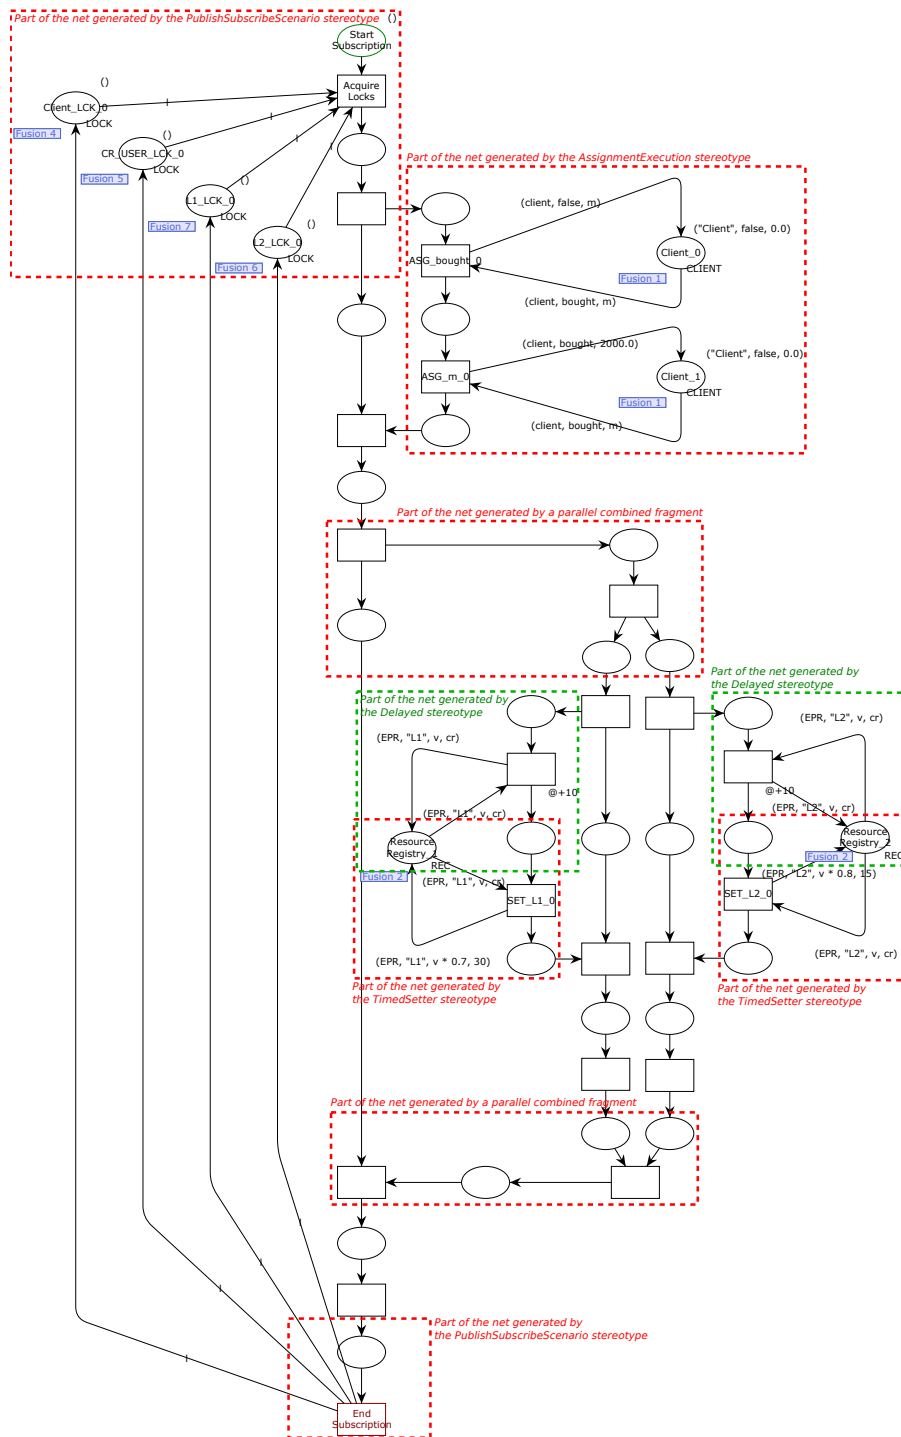 Part of the net generated by the PublishSubscribeScenario stereotype
()
Start
Subscription
Acquire
Locks
()
Client_LCK_0
LOCK
Fusion 4
l
()
CR_USER_LCK_0
LOCK
Fusion 5
l
()
L1_LCK_0
LOCK
Fusion 7
l
()
L2_LCK_0
LOCK
Fusion 6
l
Part of the net generated by the AssignmentExecution stereotype
(client, false, m)
("Client", false, 0.0)
Client_0
CLIENT
Fusion 1
ASG_bought_0
(client, bought, m)
(client, bought, 2000.0)
("Client", false, 0.0)
Client_1
CLIENT
Fusion 1
ASG_m_0
(client, bought, m)
Part of the net generated by a parallel combined fragment
Part of the net generated by
the Delayed stereotype
(EPR, "L1", v, cr)
@+10
(EPR, "L1", v, cr)
Resource
REC
Fusion 2
(EPR, "L1", v, cr)
SET_L1_0
(EPR, "L1", v * 0.7, 30)
Part of the net generated by
the TimedSetter stereotype
Part of the net generated by
the Delayed stereotype
(EPR, "L2", v, cr)
@+10
(EPR, "L2", v, cr)
Resource
Registry_2
Fusion 2
REC
(EPR, "L2", v * 0.8, 15)
SET_L2_0
(EPR, "L2", v, cr)
Part of the net generated by
the TimedSetter stereotype
Part of the net generated by a parallel combined fragment
l
l
l
l
Part of the net generated by
the PublishSubscribeScenario stereotype
End
Subscription